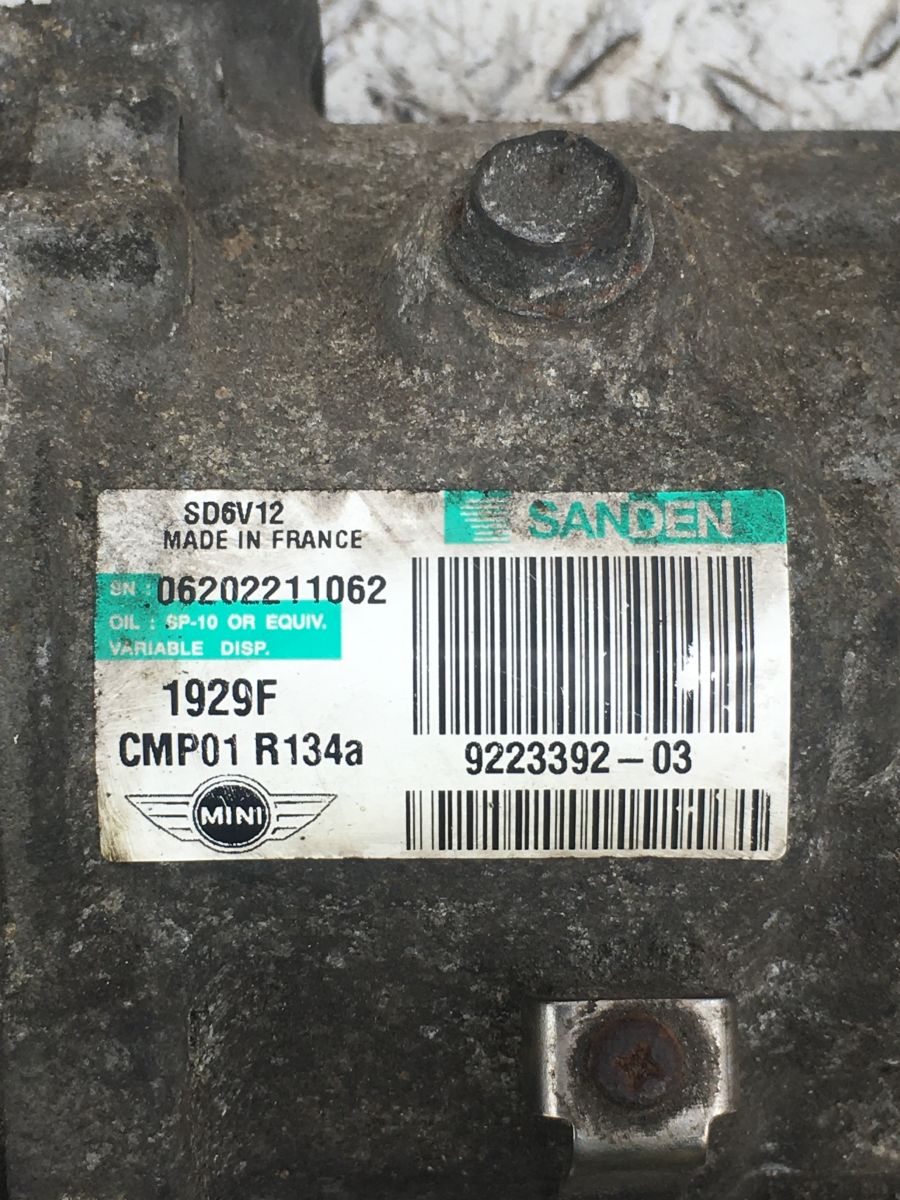 SD6V12
MADE IN FRANCE
SANDEN
SN : 06202211062
OIL : SP-10 OR EQUIV.
VARIABLE DISP.
1929F
CMP01 R134a
9223392-03
MINI